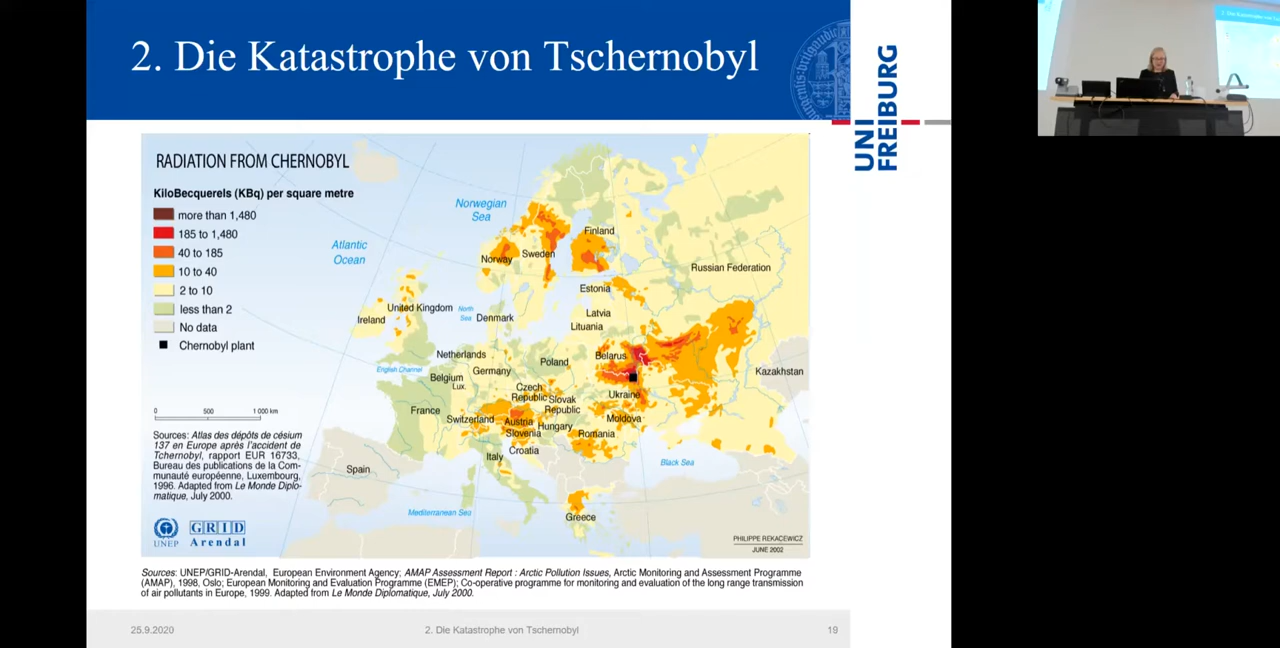 2. Die Katastrophe von Tschernobyl
UNI
FREIBURG
RADIATION FROM CHERNOBYL
KiloBecquerels (KBq) per square metre
more than 1,480
185 to 1,480
40 to 185
10 to 40
2 to 10
less than 2
No data
Chernobyl plant
0 500 1 000 km
Sources: Atlas des dépôts de césium
137 en Europe après l'accident de
Tchernobyl, rapport EUR 16733,
Bureau des publications de la Com-
munauté européenne, Luxembourg,
1996. Adapted from Le Monde Diplo-
matique, July 2000.
UNEP
GRID
Arendal
Norwegian
Sea
Atlantic
Ocean
Finland
Norway
Sweden
Russian Federation
Estonia
United Kingdom
North
Sea
Denmark
Latvia
Ireland
Lituania
Netherlands
Belarus
Poland
English Channel
Germany
Kazakhstan
Belgium
Lux.
Czech
Republic
Slovak
Republic
Ukraine
France
Switzerland
Austria
Hungary
Moldova
Slovenia
Romania
Croatia
Italy
Black Sea
Spain
Mediterranean Sea
Greece
PHILIPPE REKACEWICZ
JUNE 2002
Sources: UNEP/GRID-Arendal, European Environment Agency; AMAP Assessment Report : Arctic Pollution Issues, Arctic Monitoring and Assessment Programme
(AMAP), 1998, Oslo; European Monitoring and Evaluation Programme (EMEP); Co-operative programme for monitoring and evaluation of the long range transmission
of air pollutants in Europe, 1999. Adapted from Le Monde Diplomatique, July 2000.
25.9.2020
2. Die Katastrophe von Tschernobyl
19